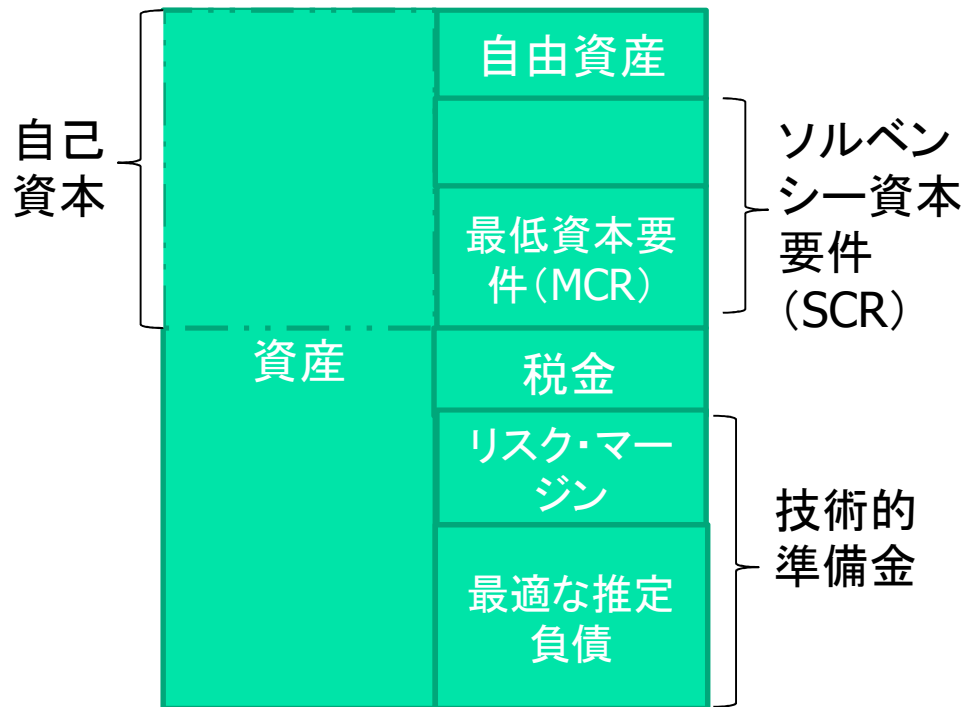 自由資産
自己
資本
ソルベン
シー資本
要件
（SCR）
最低資本要
件（MCR）
資産
税金
リスク・マー
ジン
技術的
準備金
最適な推定
負債